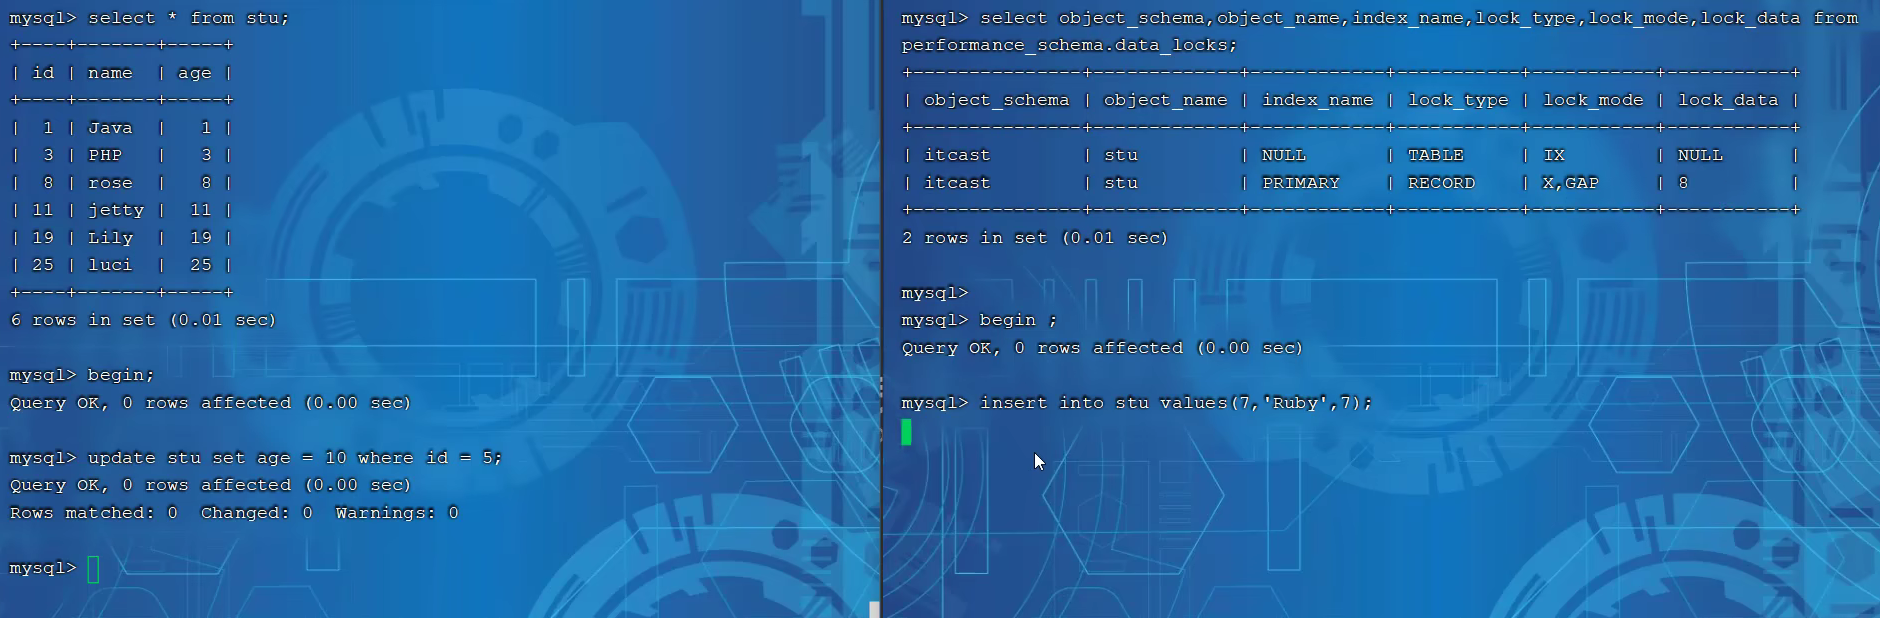 mysql> select * from stu;
+----+-------+-----+
| id | name  | age |
+----+-------+-----+
|  1 | Java  |   1 |
|  3 | PHP   |   3 |
|  8 | rose  |   8 |
| 11 | jetty |  11 |
| 19 | Lily  |  19 |
| 25 | luci  |  25 |
+----+-------+-----+
6 rows in set (0.01 sec)
mysql> begin;
Query OK, 0 rows affected (0.00 sec)
mysql> update stu set age = 10 where id = 5;
Query OK, 0 rows affected (0.00 sec)
Rows matched: 0  Changed: 0  Warnings: 0
mysql>
mysql> select object_schema,object_name,index_name,lock_type,lock_mode,lock_data from
performance_schema.data_locks;
+---------------+-------------+------------+-----------+-----------+-----------+
| object_schema | object_name | index_name | lock_type | lock_mode | lock_data |
+---------------+-------------+------------+-----------+-----------+-----------+
| itcast        | stu         | NULL       | TABLE     | IX        | NULL      |
| itcast        | stu         | PRIMARY    | RECORD    | X,GAP     | 8         |
+---------------+-------------+------------+-----------+-----------+-----------+
2 rows in set (0.01 sec)
mysql>
mysql> begin ;
Query OK, 0 rows affected (0.00 sec)
mysql> insert into stu values(7,'Ruby',7);